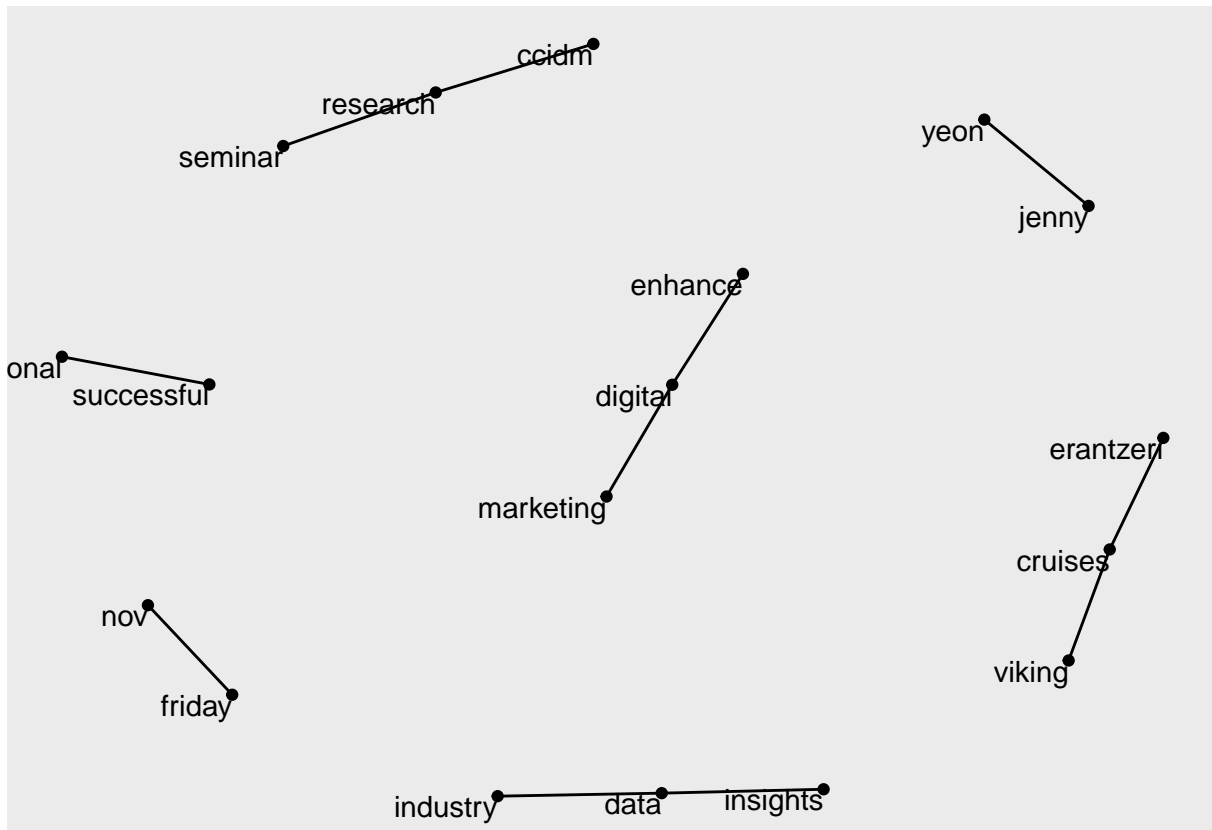 ccidm
research
yeon
seminar
jenny
enhance
onal
successful
digital
erantzeri
marketing
cruises
nov
viking
friday
industry
data
insights